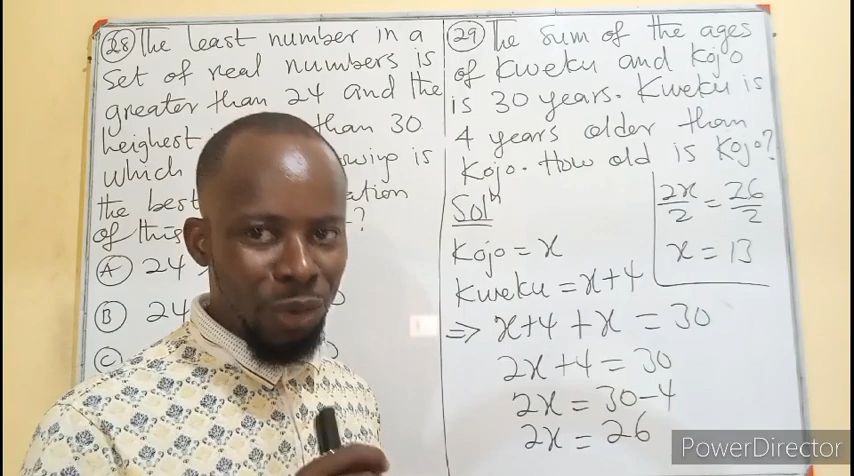 28 The least number in a
set of real numbers is
greater than 24 and the
heighest than 30
which is
the best
of this ?
A 24
B 24
C
29 The sum of the ages
of Kweku and Kojo
is 30 years. Kweku is
4 years older than
Kojo. How old is Kojo?
Solⁿ
Kojo = x
Kweku = x+4
⇒ x+4 + x = 30
2x + 4 = 30
2x = 30-4
2x = 26
2x/2 = 26/2
x = 13
PowerDirector